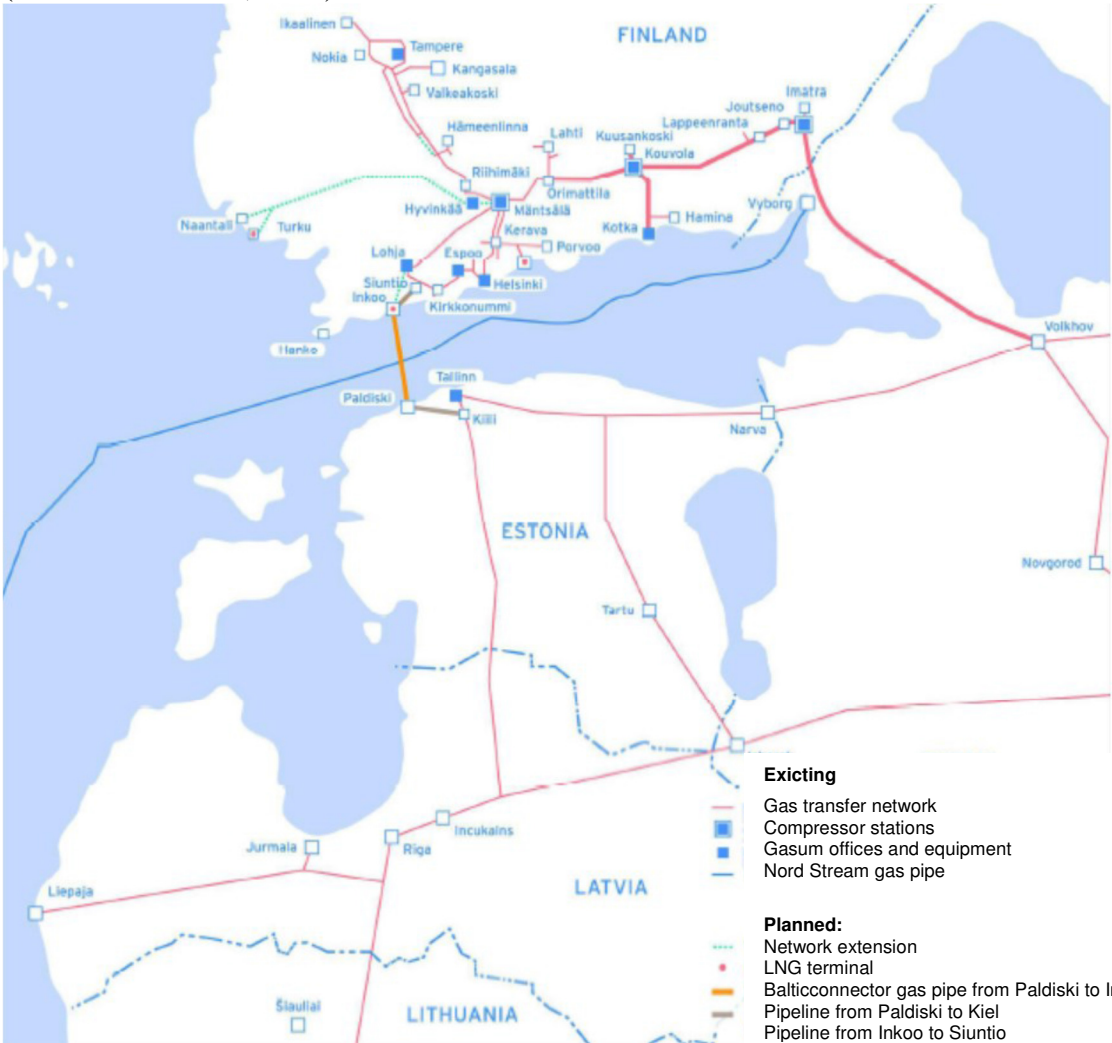 Ikaalinen
FINLAND
Nokia
Tampere
Kangasala
Valkeakoski
Imatra
Joutseno
Lappeenranta
Hämeenlinna
Lahti
Kuusankoski
Kouvola
Riihimäki
Orimattila
Hyvinkää
Mäntsälä
Vyborg
Naantali
Turku
Kerava
Kotka
Hamina
Porvoo
Lohja
Espoo
Siuntio
Helsinki
Inkoo
Kirkkonummi
Hanko
Volkhov
Tallinn
Paldiski
Kiili
Narva
ESTONIA
Novgorod
Tartu
Exicting
Gas transfer network
Compressor stations
Gasum offices and equipment
Nord Stream gas pipe
Incukalns
Jurmala
Riga
Liepaja
LATVIA
Planned:
Network extension
LNG terminal
Balticconnector gas pipe from Paldiski to
Pipeline from Paldiski to Kiel
Pipeline from Inkoo to Siuntio
Šiauliai
LITHUANIA